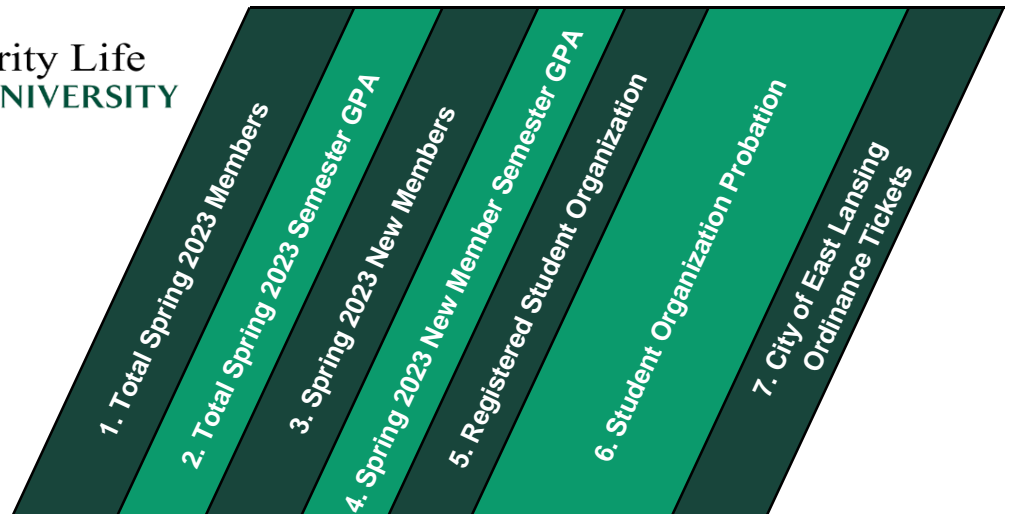 rity Life
NIVERSITY
1. Total Spring 2023 Members
2. Total Spring 2023 Semester GPA
3. Spring 2023 New Members
4. Spring 2023 New Member Semester GPA
5. Registered Student Organization
6. Student Organization Probation
7. City of East Lansing
Ordinance Tickets